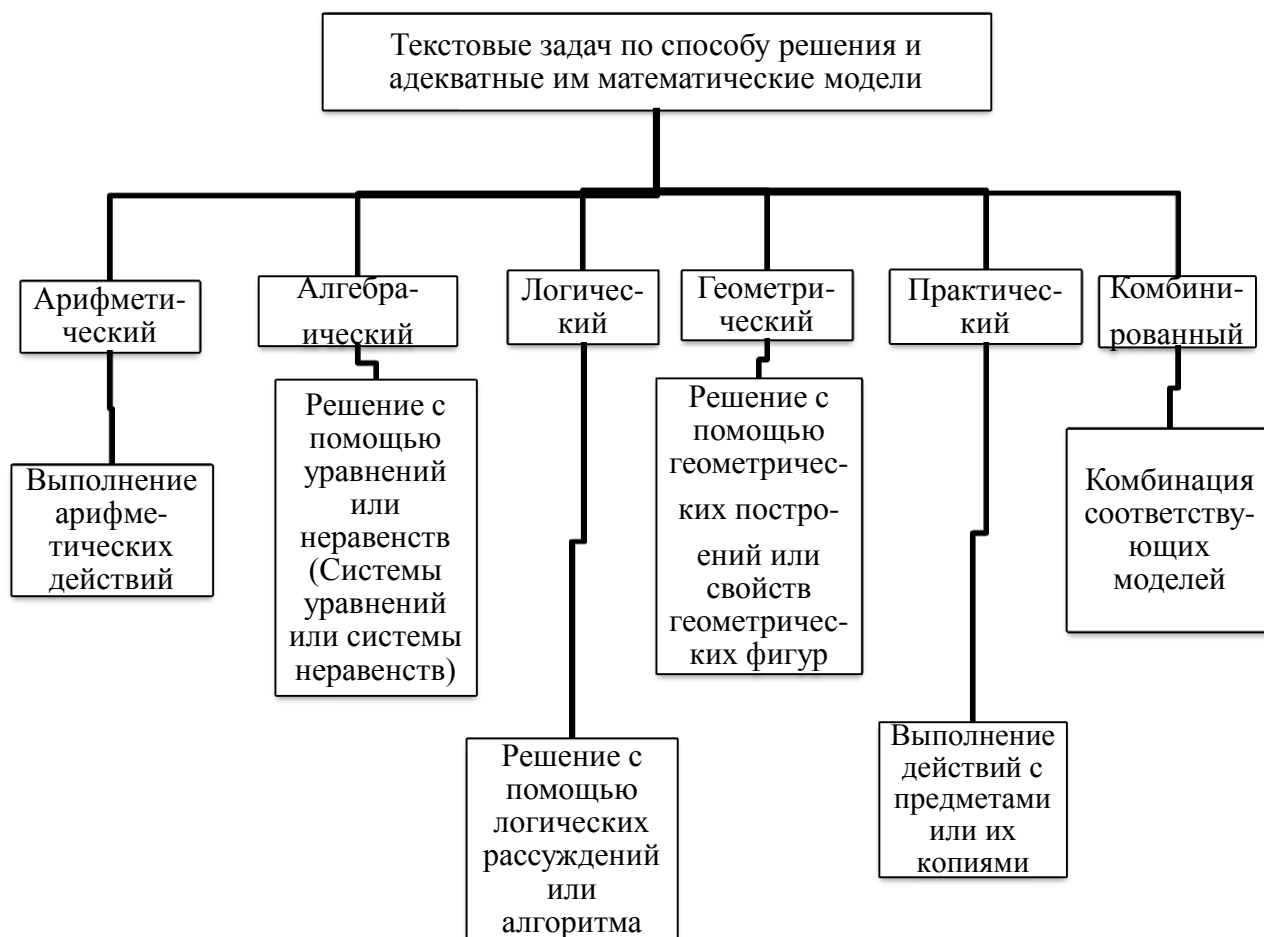 Текстовые задач по способу решения и
адекватные им математические модели
Арифмети-
ческий
Алгебра-
ический
Логичес-
кий
Геометри-
ческий
Практичес-
кий
Комбини-
рованный
Выполнение
арифме-
тических
действий
Решение с
помощью
уравнений
или
неравенств
(Системы
уравнений
или системы
неравенств)
Решение с
помощью
логических
рассуждений
или
алгоритма
Решение с
помощью
геометричес-
ких постро-
ений или
свойств
геометричес-
ких фигур
Выполнение
действий с
предметами
или их
копиями
Комбинация
соответству-
ющих
моделей